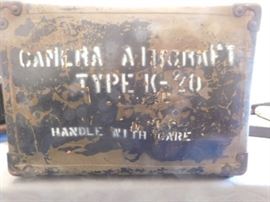 CAMERA AIRCRAFT
TYPE K-20
HANDLE WITH CARE